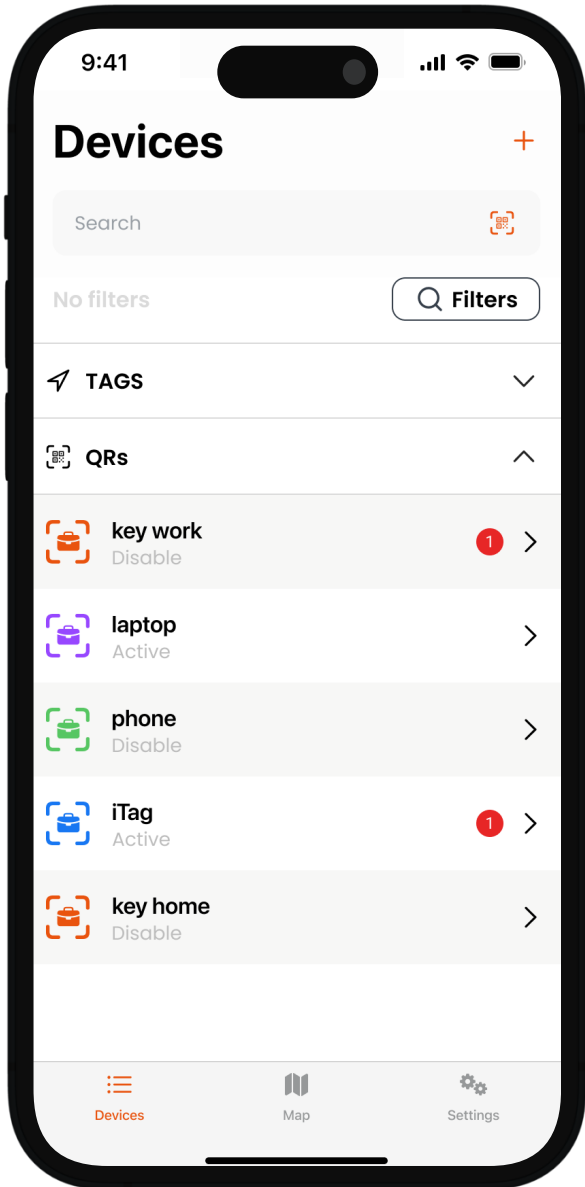 9:41
Devices
+
Search
No filters
Filters
TAGS
QRs
key work
Disable
1
laptop
Active
phone
Disable
iTag
Active
1
key home
Disable
Devices
Map
Settings